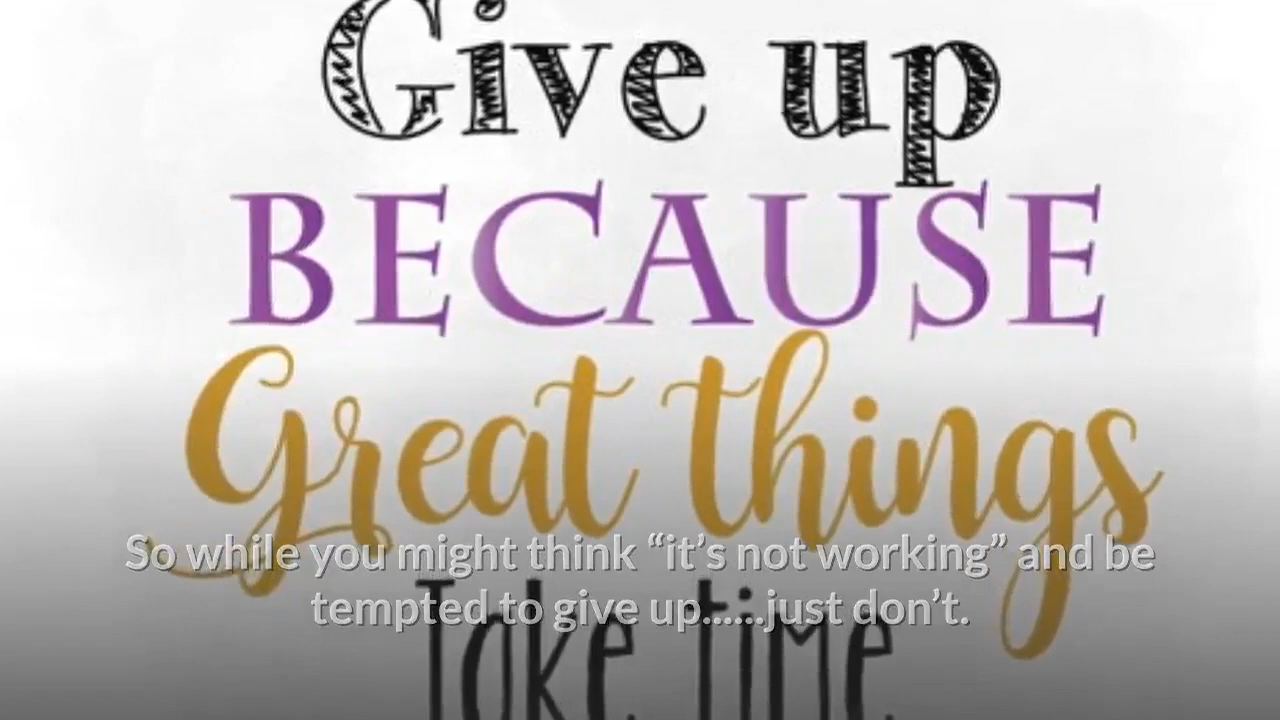 Give up
BECAUSE
Great things
So while you might think “it’s not working” and be
tempted to give up......just don’t.
Take time